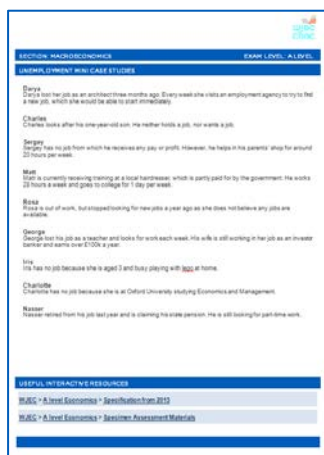 wjec
cbac
SECTION: MACROECONOMICS EXAM LEVEL: A LEVEL
UNEMPLOYMENT MINI CASE STUDIES
Darya
Darya lost her job as an architect three months ago. Every week she visits an employment agency to try to find
a new job, which she would be able to start immediately.
Charles
Charles looks after his one-year-old son. He neither holds a job, nor wants a job.
Sergey
Sergey has no job from which he receives any pay or profit. However, he helps in his parents' shop for around
20 hours per week.
Matt
Matt is currently receiving training at a local hairdresser, which is partly paid for by the government. He works
28 hours a week and goes to college for 1 day per week.
Rosa
Rosa is out of work, but stopped looking for new jobs a year ago as she does not believe any jobs are
available.
George
George lost his job as a teacher and looks for work each week. His wife is still working in her job as an investor
banker and earns over £100k a year.
Iris
Iris has no job because she is aged 3 and busy playing with lego at home.
Charlotte
Charlotte has no job because she is at Oxford University studying Economics and Management.
Nasser
Nasser retired from his job last year and is claiming his state pension. He is still looking for part-time work.
USEFUL INTERACTIVE RESOURCES
WJEC > A level Economics > Specification from 2015
WJEC > A level Economics > Specimen Assessment Materials